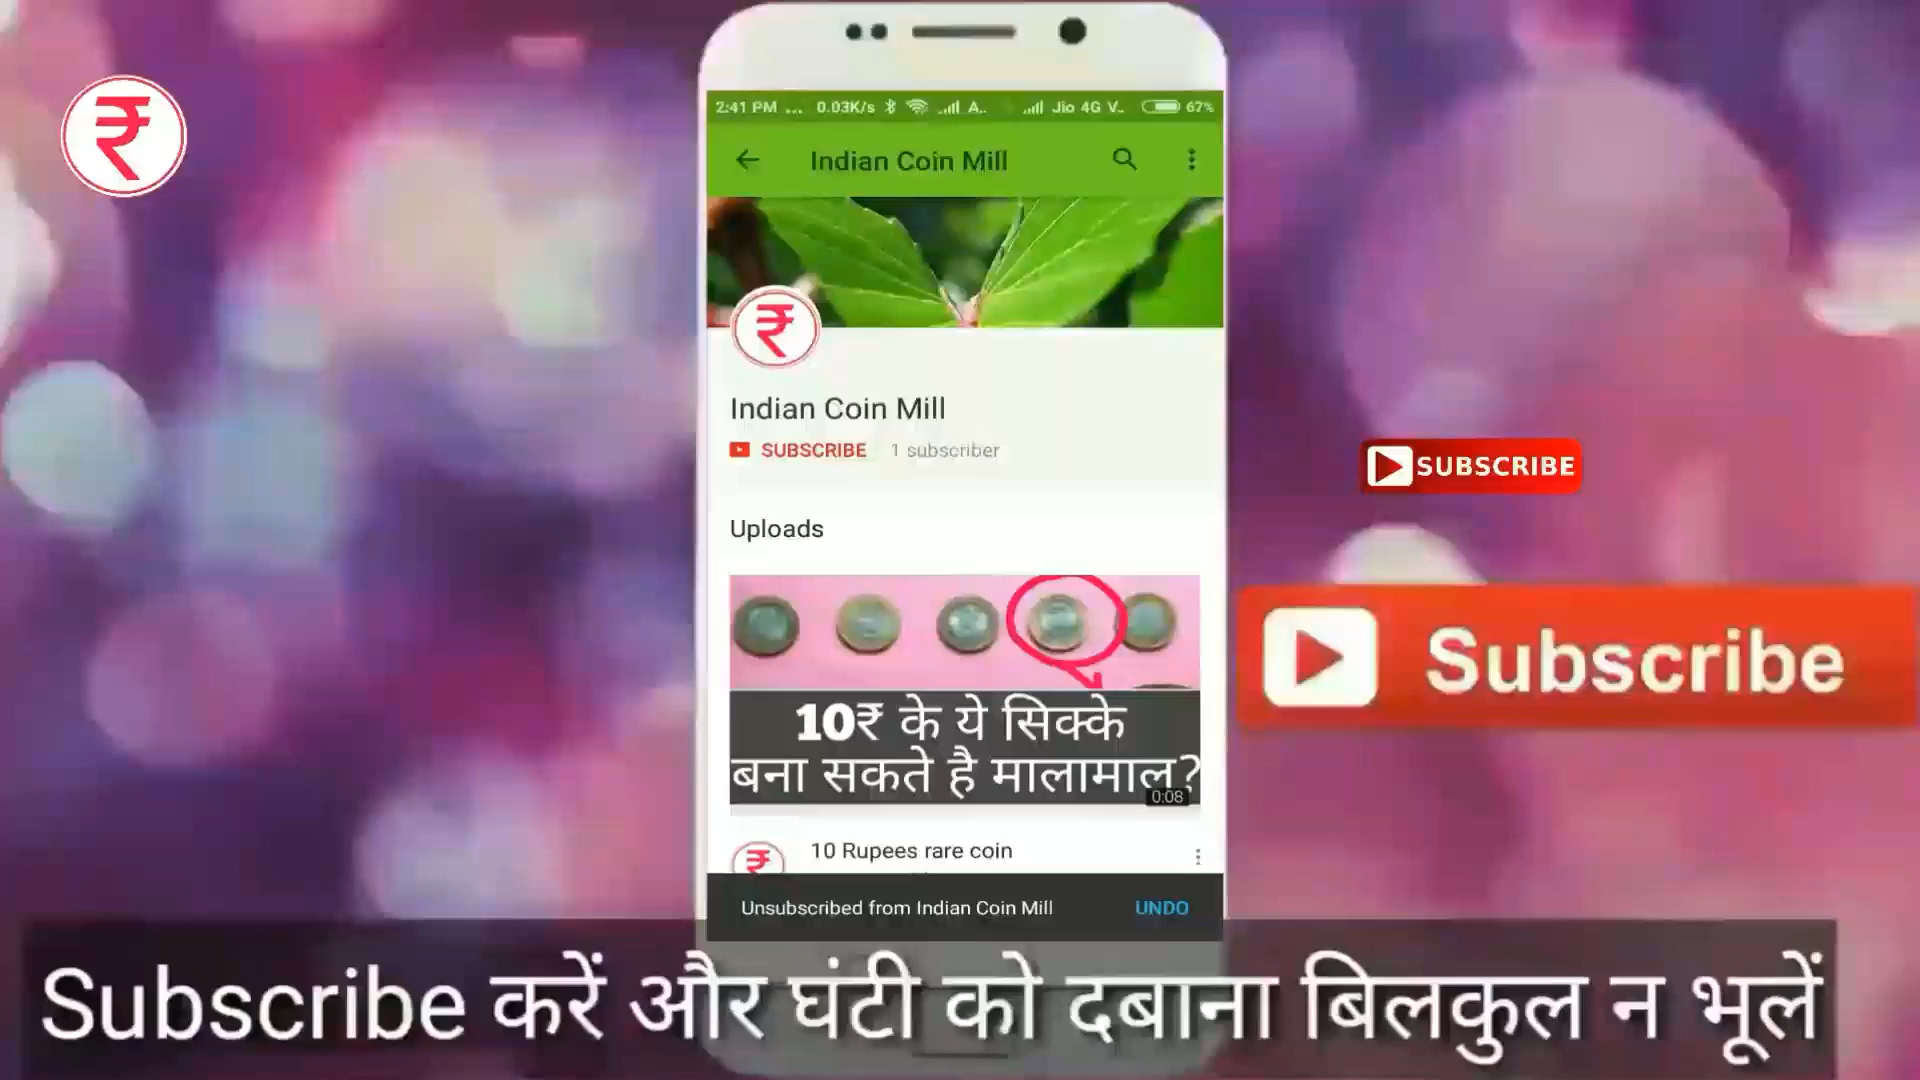 ₹
2:41 PM ... 0.03K/s A.. Jio 4G V.. 67%
Indian Coin Mill
₹
Indian Coin Mill
SUBSCRIBE 1 subscriber
SUBSCRIBE
Uploads
Subscribe
10₹ के ये सिक्के
बना सकते है मालामाल?
0:08
₹
10 Rupees rare coin
Unsubscribed from Indian Coin Mill UNDO
Subscribe करें और घंटी को दबाना बिलकुल न भूलें